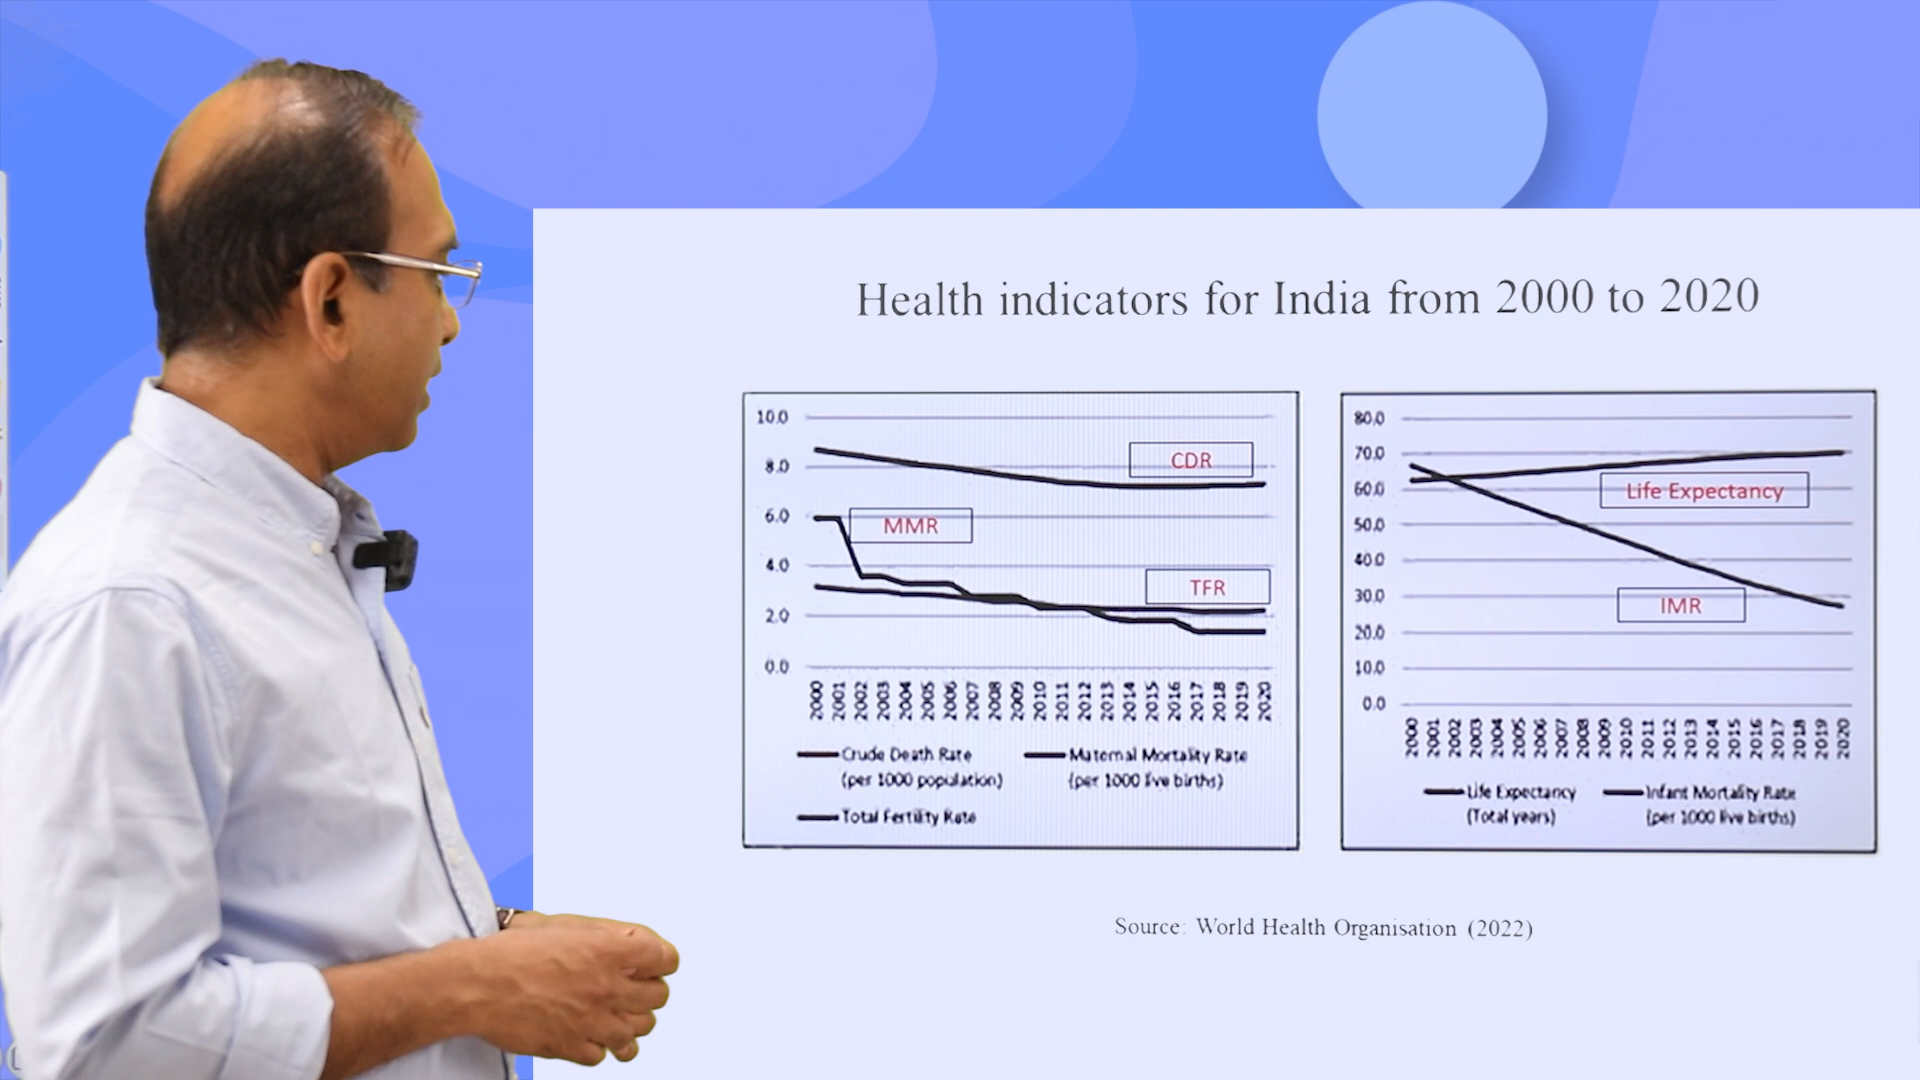 Health indicators for India from 2000 to 2020
10.0
8.0
6.0
4.0
2.0
0.0
CDR
MMR
TFR
2000 2001 2002 2003 2004 2005 2006 2007 2008 2009 2010 2011 2012 2013 2014 2015 2016 2017 2018 2019 2020
Crude Death Rate
(per 1000 population)
Maternal Mortality Rate
(per 1000 live births)
Total Fertility Rate
80.0
70.0
60.0
50.0
40.0
30.0
20.0
10.0
0.0
Life Expectancy
IMR
2000 2001 2002 2003 2004 2005 2006 2007 2008 2009 2010 2011 2012 2013 2014 2015 2016 2017 2018 2019 2020
Life Expectancy
(Total years)
Infant Mortality Rate
(per 1000 live births)
Source: World Health Organisation (2022)